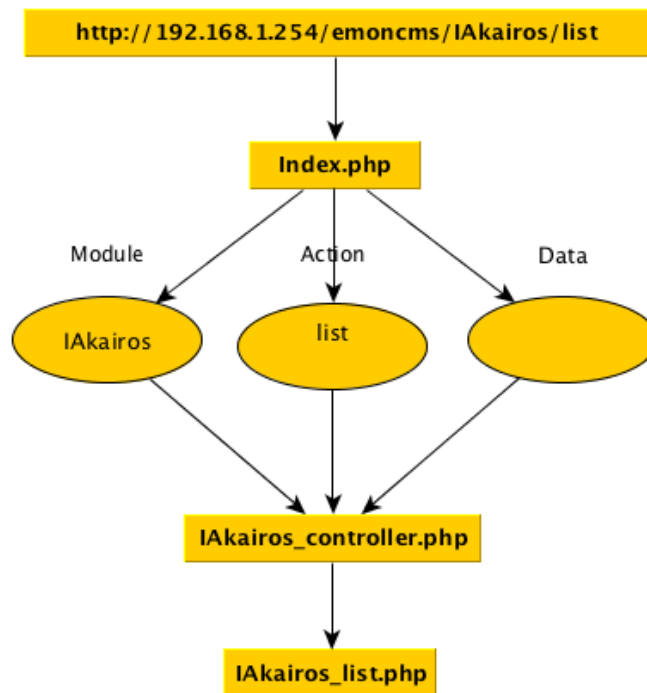 http://192.168.1.254/emoncms/IAkairos/list
Index.php
Module
Action
Data
IAkairos
list
IAkairos_controller.php
IAkairos_list.php